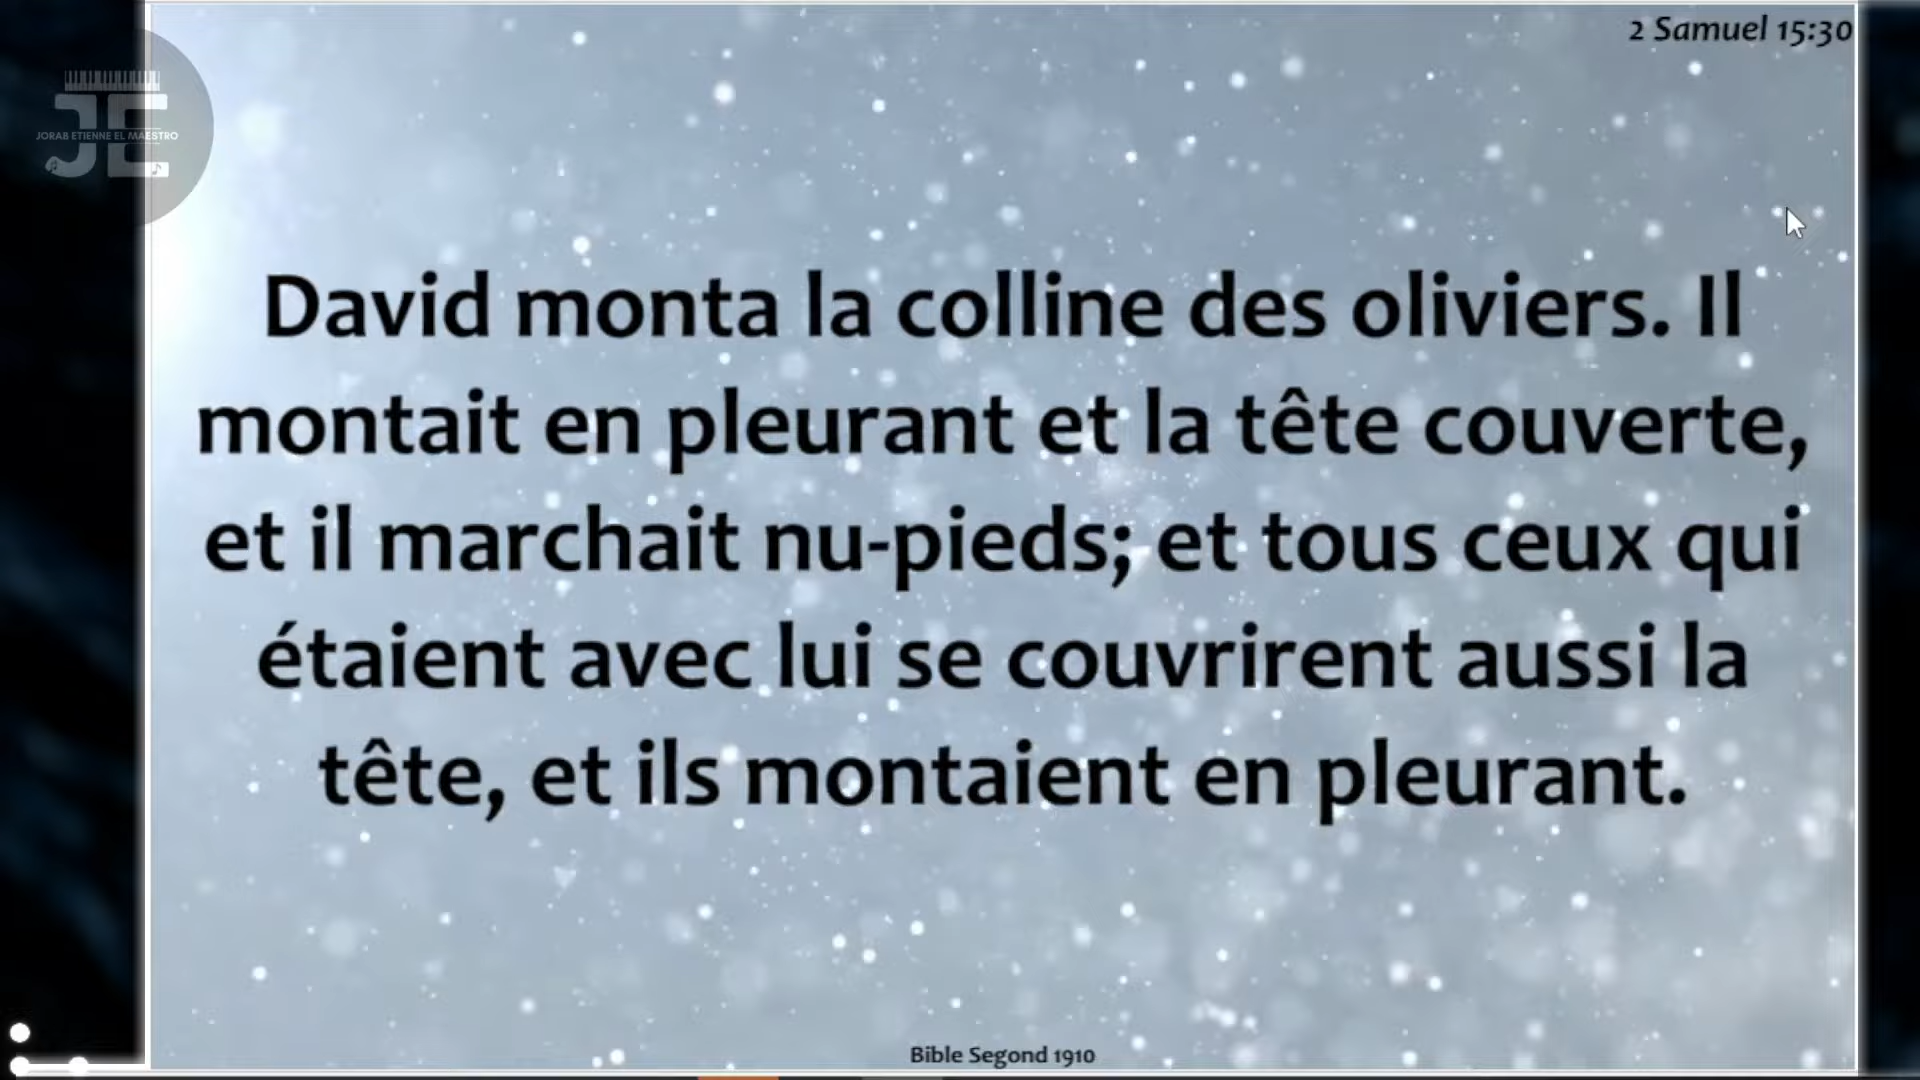 2 Samuel 15:30
JORAB ETIENNE EL MAESTRO
JE
David monta la colline des oliviers. Il
montait en pleurant et la tête couverte,
et il marchait nu-pieds; et tous ceux qui
étaient avec lui se couvrirent aussi la
tête, et ils montaient en pleurant.
Bible Segond 1910